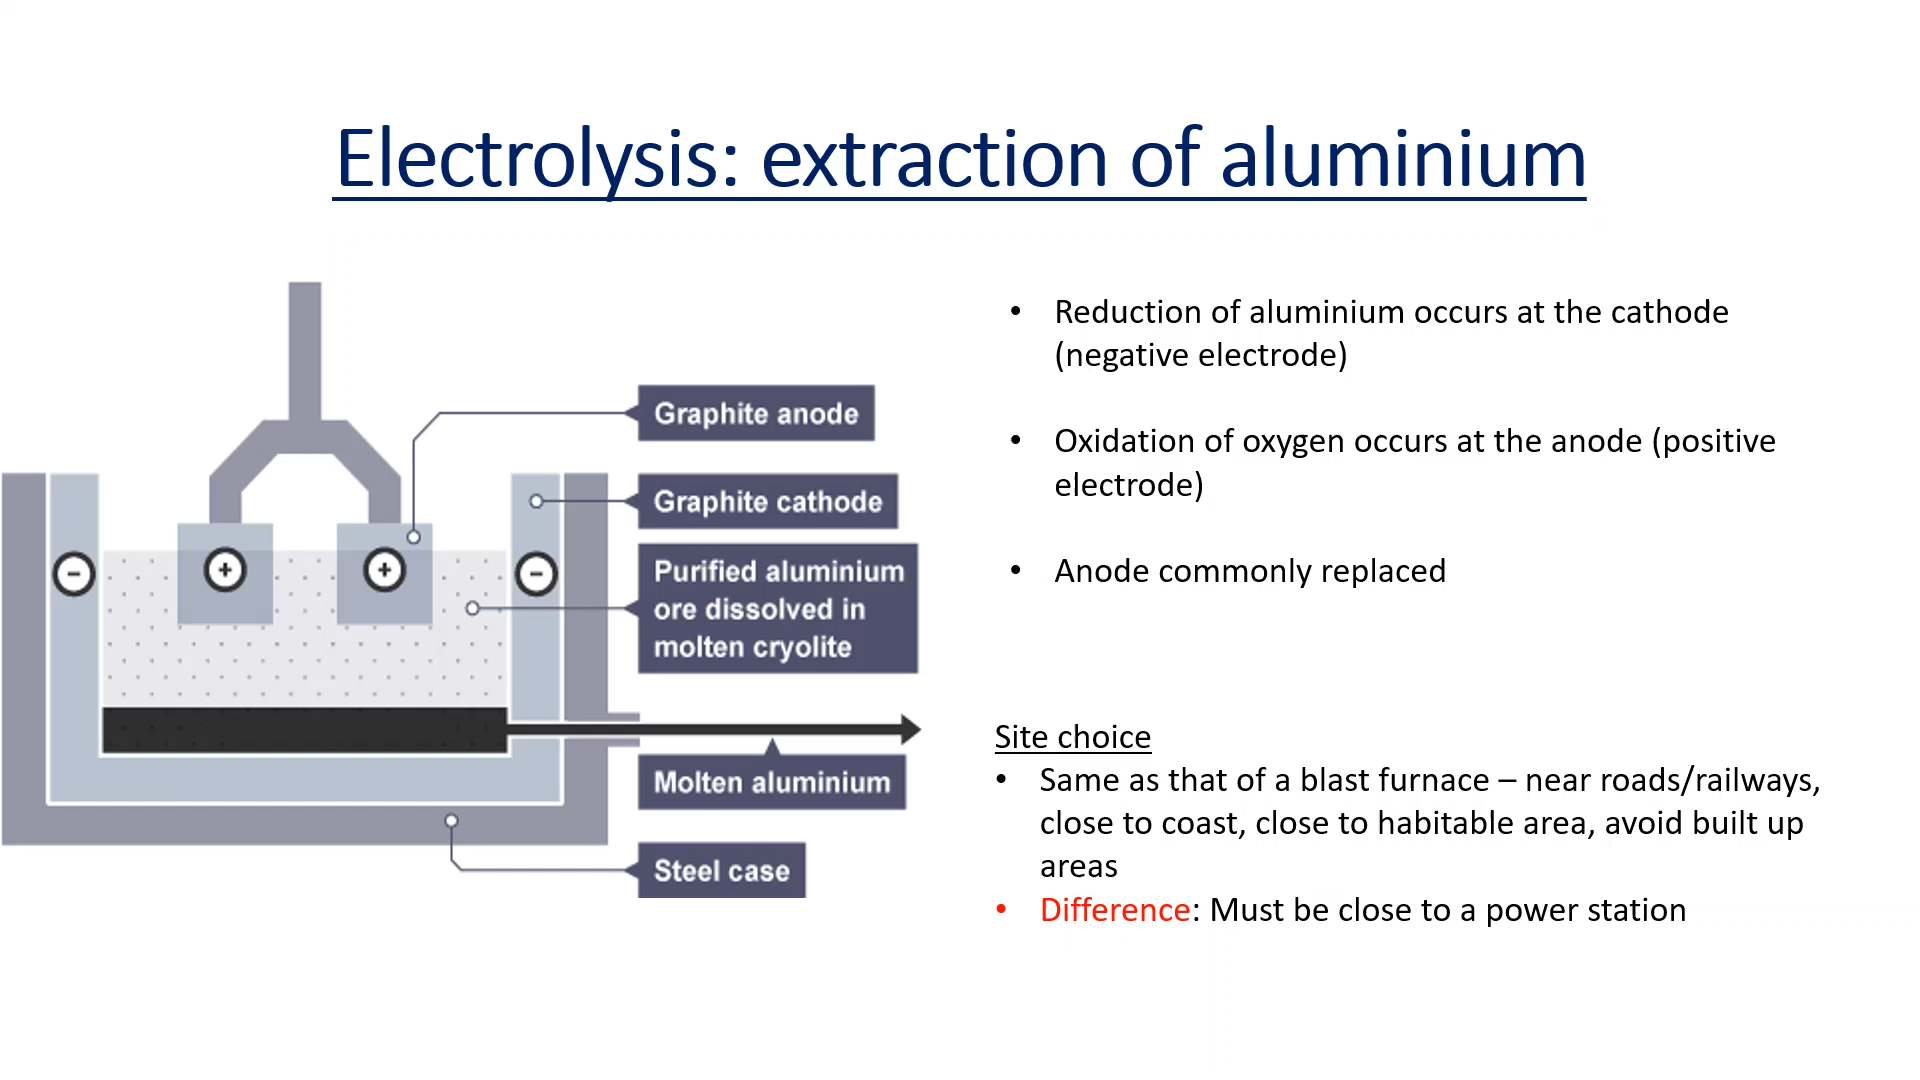 Electrolysis: extraction of aluminium
Graphite anode
Graphite cathode
Purified aluminium
ore dissolved in
molten cryolite
Molten aluminium
Steel case
+
+
−
−
• Reduction of aluminium occurs at the cathode
(negative electrode)
• Oxidation of oxygen occurs at the anode (positive
electrode)
• Anode commonly replaced
Site choice
• Same as that of a blast furnace – near roads/railways,
close to coast, close to habitable area, avoid built up
areas
• Difference: Must be close to a power station